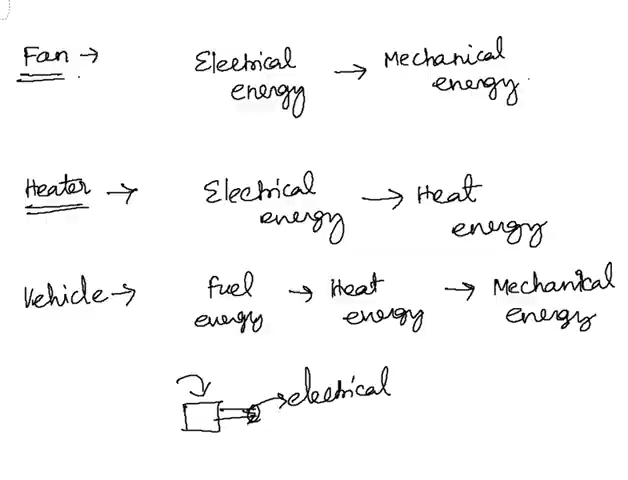 Fan → Electrical energy → Mechanical energy
Heater → Electrical energy → Heat energy
Vehicle → fuel energy → Heat energy → Mechanical energy
electrical